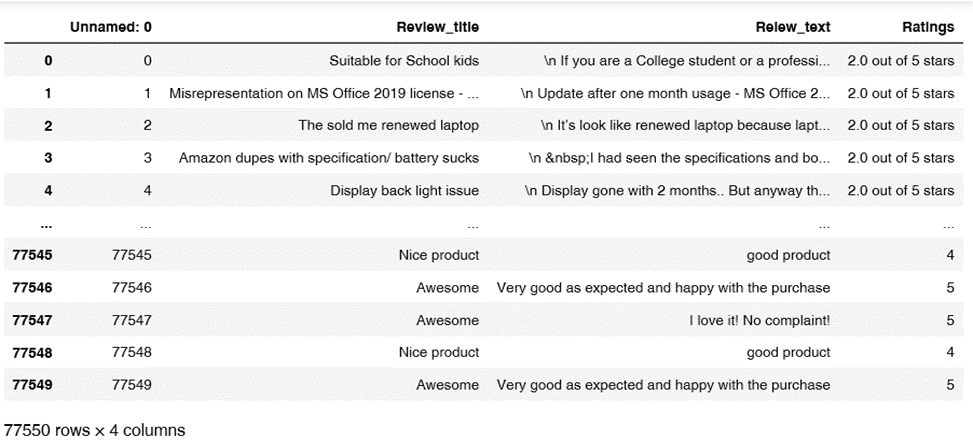 Unnamed: 0 Review_title Reiew_text Ratings
0 0 Suitable for School kids \n If you are a College student or a professi... 2.0 out of 5 stars
1 1 Misrepresentation on MS Office 2019 license - ... \n Update after one month usage - MS Office 2... 2.0 out of 5 stars
2 2 The sold me renewed laptop \n It's look like renewed laptop because lapt... 2.0 out of 5 stars
3 3 Amazon dupes with specification/ battery sucks \n &nbsp;I had seen the specifications and bo... 2.0 out of 5 stars
4 4 Display back light issue \n Display gone with 2 months.. But anyway th... 2.0 out of 5 stars
... ... ... ... ...
77545 77545 Nice product good product 4
77546 77546 Awesome Very good as expected and happy with the purchase 5
77547 77547 Awesome I love it! No complaint! 5
77548 77548 Nice product good product 4
77549 77549 Awesome Very good as expected and happy with the purchase 5
77550 rows × 4 columns